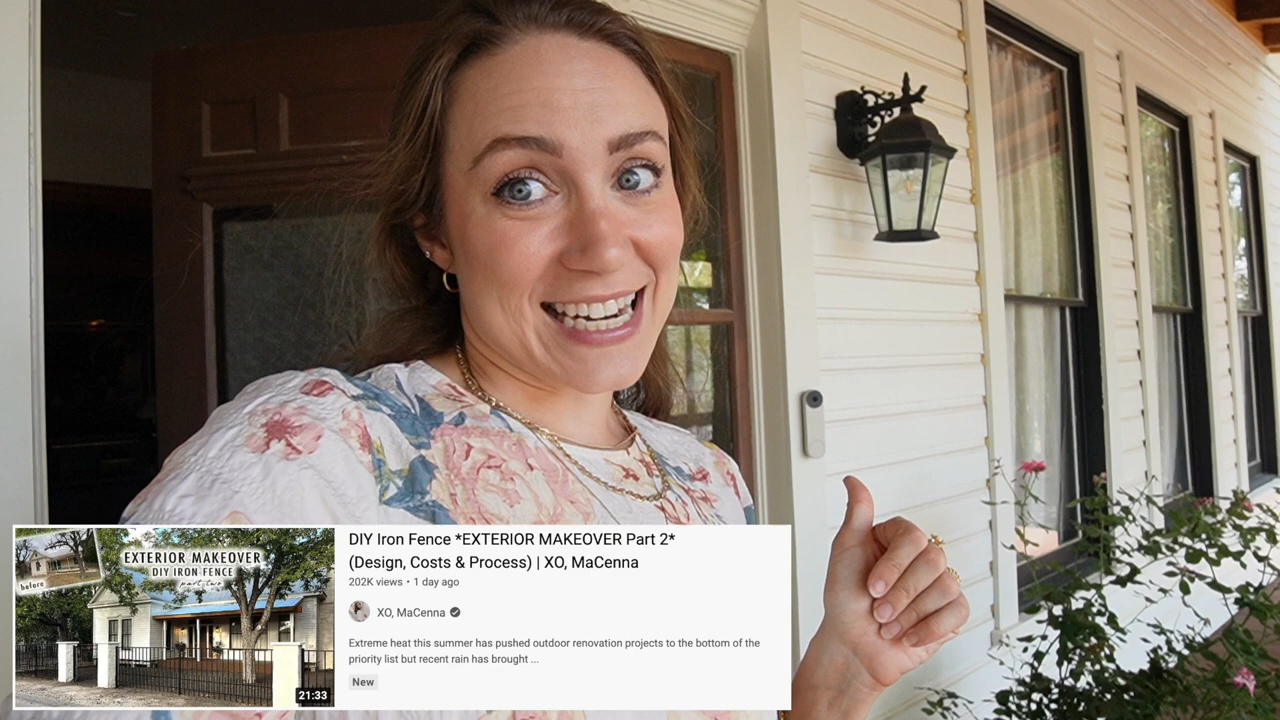 before
EXTERIOR MAKEOVER
DIY IRON FENCE
part two
21:33
DIY Iron Fence *EXTERIOR MAKEOVER Part 2*
(Design, Costs & Process) | XO, MaCenna
202K views • 1 day ago
XO, MaCenna
Extreme heat this summer has pushed outdoor renovation projects to the bottom of the
priority list but recent rain has brought ...
New